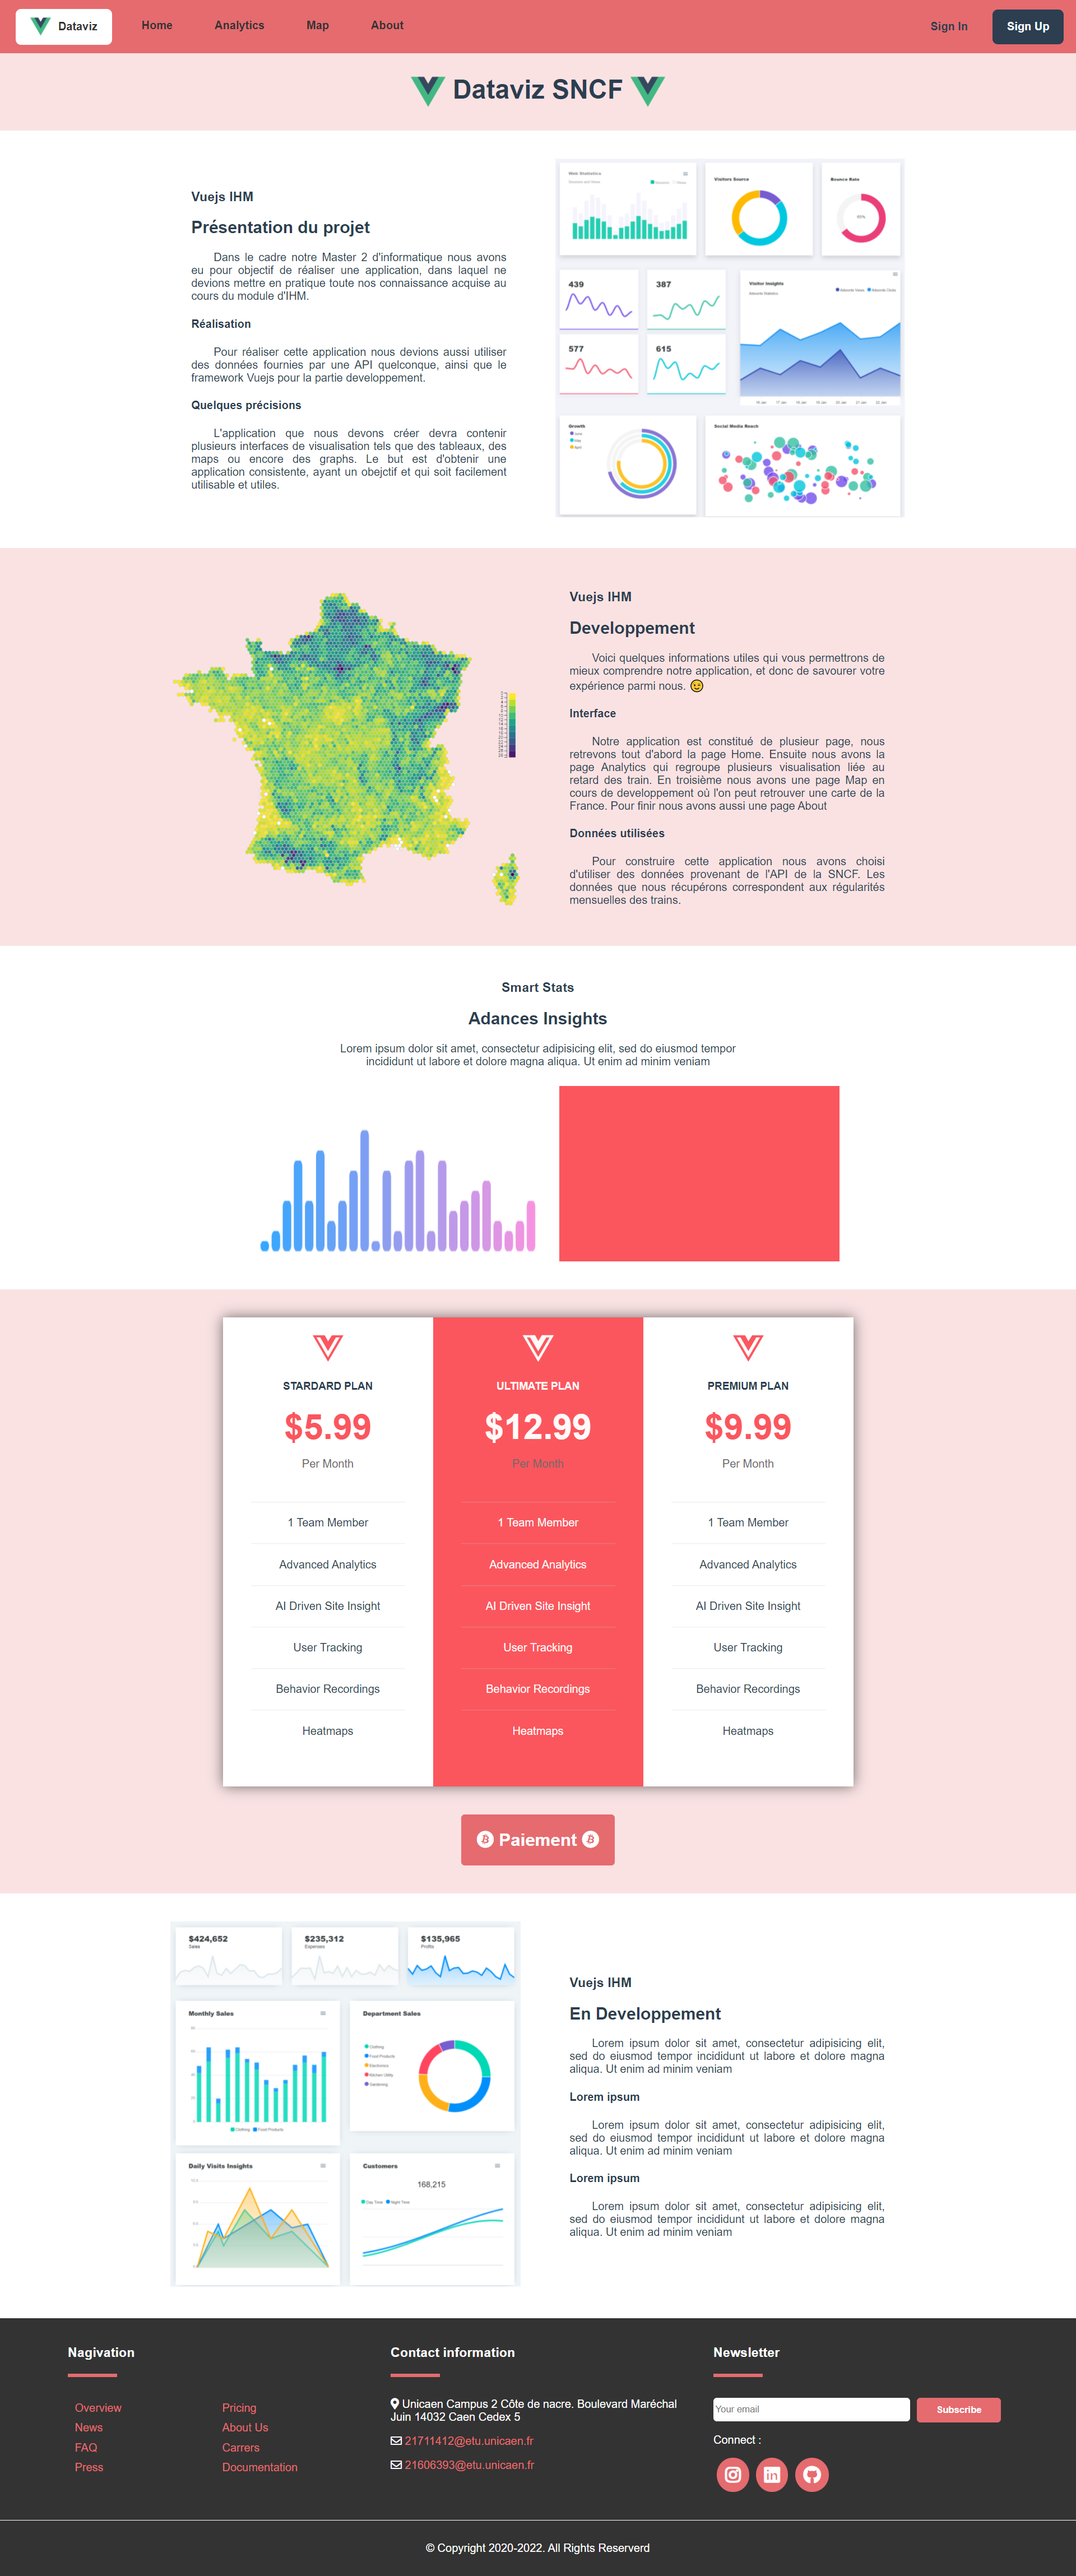 Dataviz
Home
Analytics
Map
About
Sign In
Sign Up
Dataviz SNCF
Vuejs IHM
Présentation du projet
Dans le cadre notre Master 2 d'informatique nous avons
eu pour objectif de réaliser une application, dans laquel ne
devions mettre en pratique toute nos connaissance acquise au
cours du module d'IHM.
Réalisation
Pour réaliser cette application nous devions aussi utiliser
des données fournies par une API quelconque, ainsi que le
framework Vuejs pour la partie developpement.
Quelques précisions
L'application que nous devons créer devra contenir
plusieurs interfaces de visualisation tels que des tableaux, des
maps ou encore des graphs. Le but est d'obtenir une
application consistente, ayant un obejctif et qui soit facilement
utilisable et utiles.
Web Statistics
Visitors Source
Bounce Rate
439
387
577
615
Visitor Insights
Growth
Social Media Reach
Vuejs IHM
Developpement
Voici quelques informations utiles qui vous permettrons de
mieux comprendre notre application, et donc de savourer votre
expérience parmi nous. 😉
Interface
Notre application est constitué de plusieur page, nous
retrevons tout d'abord la page Home. Ensuite nous avons la
page Analytics qui regroupe plusieurs visualisation liée au
retard des train. En troisième nous avons une page Map en
cours de developpement où l'on peut retrouver une carte de la
France. Pour finir nous avons aussi une page About
Données utilisées
Pour construire cette application nous avons choisi
d'utiliser des données provenant de l'API de la SNCF. Les
données que nous récupérons correspondent aux régularités
mensuelles des trains.
Smart Stats
Adances Insights
Lorem ipsum dolor sit amet, consectetur adipisicing elit, sed do eiusmod tempor
incididunt ut labore et dolore magna aliqua. Ut enim ad minim veniam
STARDARD PLAN
$5.99
Per Month
1 Team Member
Advanced Analytics
AI Driven Site Insight
User Tracking
Behavior Recordings
Heatmaps
ULTIMATE PLAN
$12.99
Per Month
1 Team Member
Advanced Analytics
AI Driven Site Insight
User Tracking
Behavior Recordings
Heatmaps
PREMIUM PLAN
$9.99
Per Month
1 Team Member
Advanced Analytics
AI Driven Site Insight
User Tracking
Behavior Recordings
Heatmaps
Paiement
$424,652
Sales
$235,312
Expenses
$135,965
Profits
Monthly Sales
Clothing
Food Products
Department Sales
Clothing
Food Products
Electronics
Kitchen Utility
Gardening
Daily Visits Insights
Customers
168,215
Day Time
Night Time
Vuejs IHM
En Developpement
Lorem ipsum dolor sit amet, consectetur adipisicing elit,
sed do eiusmod tempor incididunt ut labore et dolore magna
aliqua. Ut enim ad minim veniam
Lorem ipsum
Lorem ipsum dolor sit amet, consectetur adipisicing elit,
sed do eiusmod tempor incididunt ut labore et dolore magna
aliqua. Ut enim ad minim veniam
Lorem ipsum
Lorem ipsum dolor sit amet, consectetur adipisicing elit,
sed do eiusmod tempor incididunt ut labore et dolore magna
aliqua. Ut enim ad minim veniam
Nagivation
Overview
News
FAQ
Press
Pricing
About Us
Carrers
Documentation
Contact information
Unicaen Campus 2 Côte de nacre. Boulevard Maréchal
Juin 14032 Caen Cedex 5
21711412@etu.unicaen.fr
21606393@etu.unicaen.fr
Newsletter
Your email
Subscribe
Connect :
© Copyright 2020-2022. All Rights Reserverd